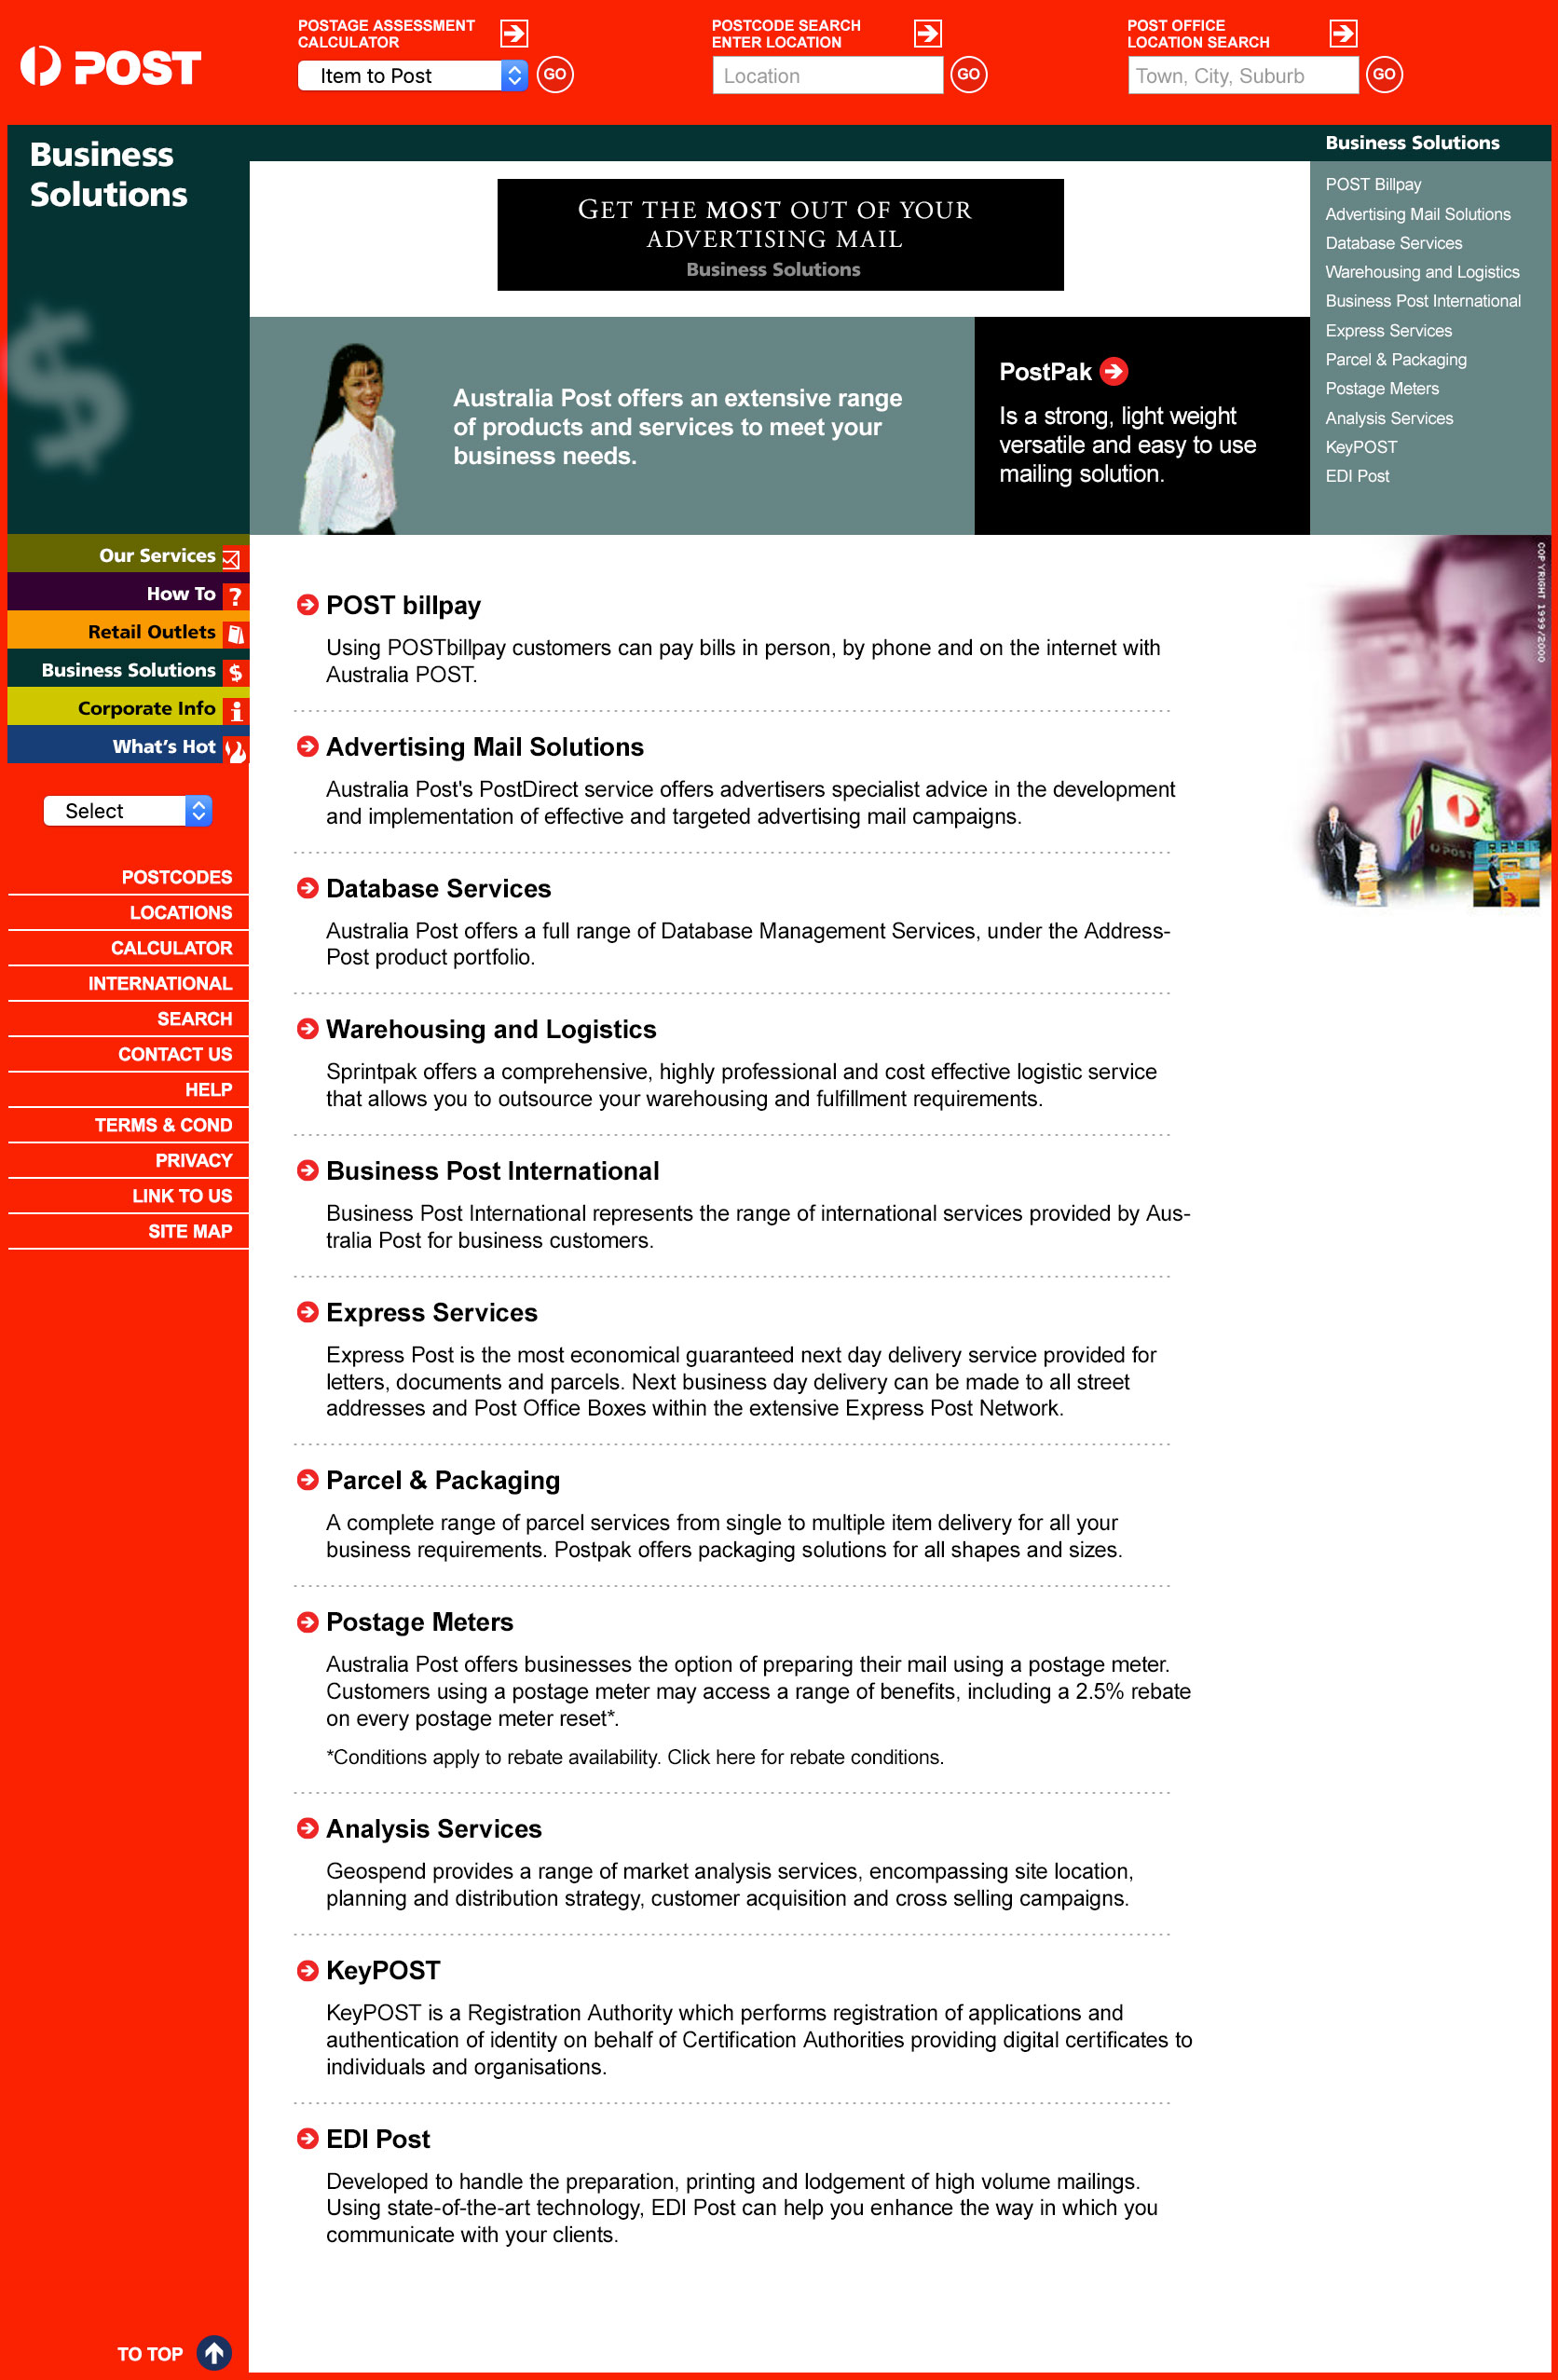 POST
POSTAGE ASSESSMENT
CALCULATOR
Item to Post
GO
POSTCODE SEARCH
ENTER LOCATION
Location
GO
POST OFFICE
LOCATION SEARCH
Town, City, Suburb
GO
Business
Solutions
GET THE MOST OUT OF YOUR
ADVERTISING MAIL
Business Solutions
Australia Post offers an extensive range
of products and services to meet your
business needs.
PostPak
Is a strong, light weight
versatile and easy to use
mailing solution.
Business Solutions
POST Billpay
Advertising Mail Solutions
Database Services
Warehousing and Logistics
Business Post International
Express Services
Parcel & Packaging
Postage Meters
Analysis Services
KeyPOST
EDI Post
Our Services
How To
?
Retail Outlets
Business Solutions
$
Corporate Info
i
What's Hot
Select
POSTCODES
LOCATIONS
CALCULATOR
INTERNATIONAL
SEARCH
CONTACT US
HELP
TERMS & COND
PRIVACY
LINK TO US
SITE MAP
COPYRIGHT 1999/2000
POST
POST billpay
Using POSTbillpay customers can pay bills in person, by phone and on the internet with
Australia POST.
Advertising Mail Solutions
Australia Post's PostDirect service offers advertisers specialist advice in the development
and implementation of effective and targeted advertising mail campaigns.
Database Services
Australia Post offers a full range of Database Management Services, under the Address-
Post product portfolio.
Warehousing and Logistics
Sprintpak offers a comprehensive, highly professional and cost effective logistic service
that allows you to outsource your warehousing and fulfillment requirements.
Business Post International
Business Post International represents the range of international services provided by Aus-
tralia Post for business customers.
Express Services
Express Post is the most economical guaranteed next day delivery service provided for
letters, documents and parcels. Next business day delivery can be made to all street
addresses and Post Office Boxes within the extensive Express Post Network.
Parcel & Packaging
A complete range of parcel services from single to multiple item delivery for all your
business requirements. Postpak offers packaging solutions for all shapes and sizes.
Postage Meters
Australia Post offers businesses the option of preparing their mail using a postage meter.
Customers using a postage meter may access a range of benefits, including a 2.5% rebate
on every postage meter reset*.
*Conditions apply to rebate availability. Click here for rebate conditions.
Analysis Services
Geospend provides a range of market analysis services, encompassing site location,
planning and distribution strategy, customer acquisition and cross selling campaigns.
KeyPOST
KeyPOST is a Registration Authority which performs registration of applications and
authentication of identity on behalf of Certification Authorities providing digital certificates to
individuals and organisations.
EDI Post
Developed to handle the preparation, printing and lodgement of high volume mailings.
Using state-of-the-art technology, EDI Post can help you enhance the way in which you
communicate with your clients.
TO TOP